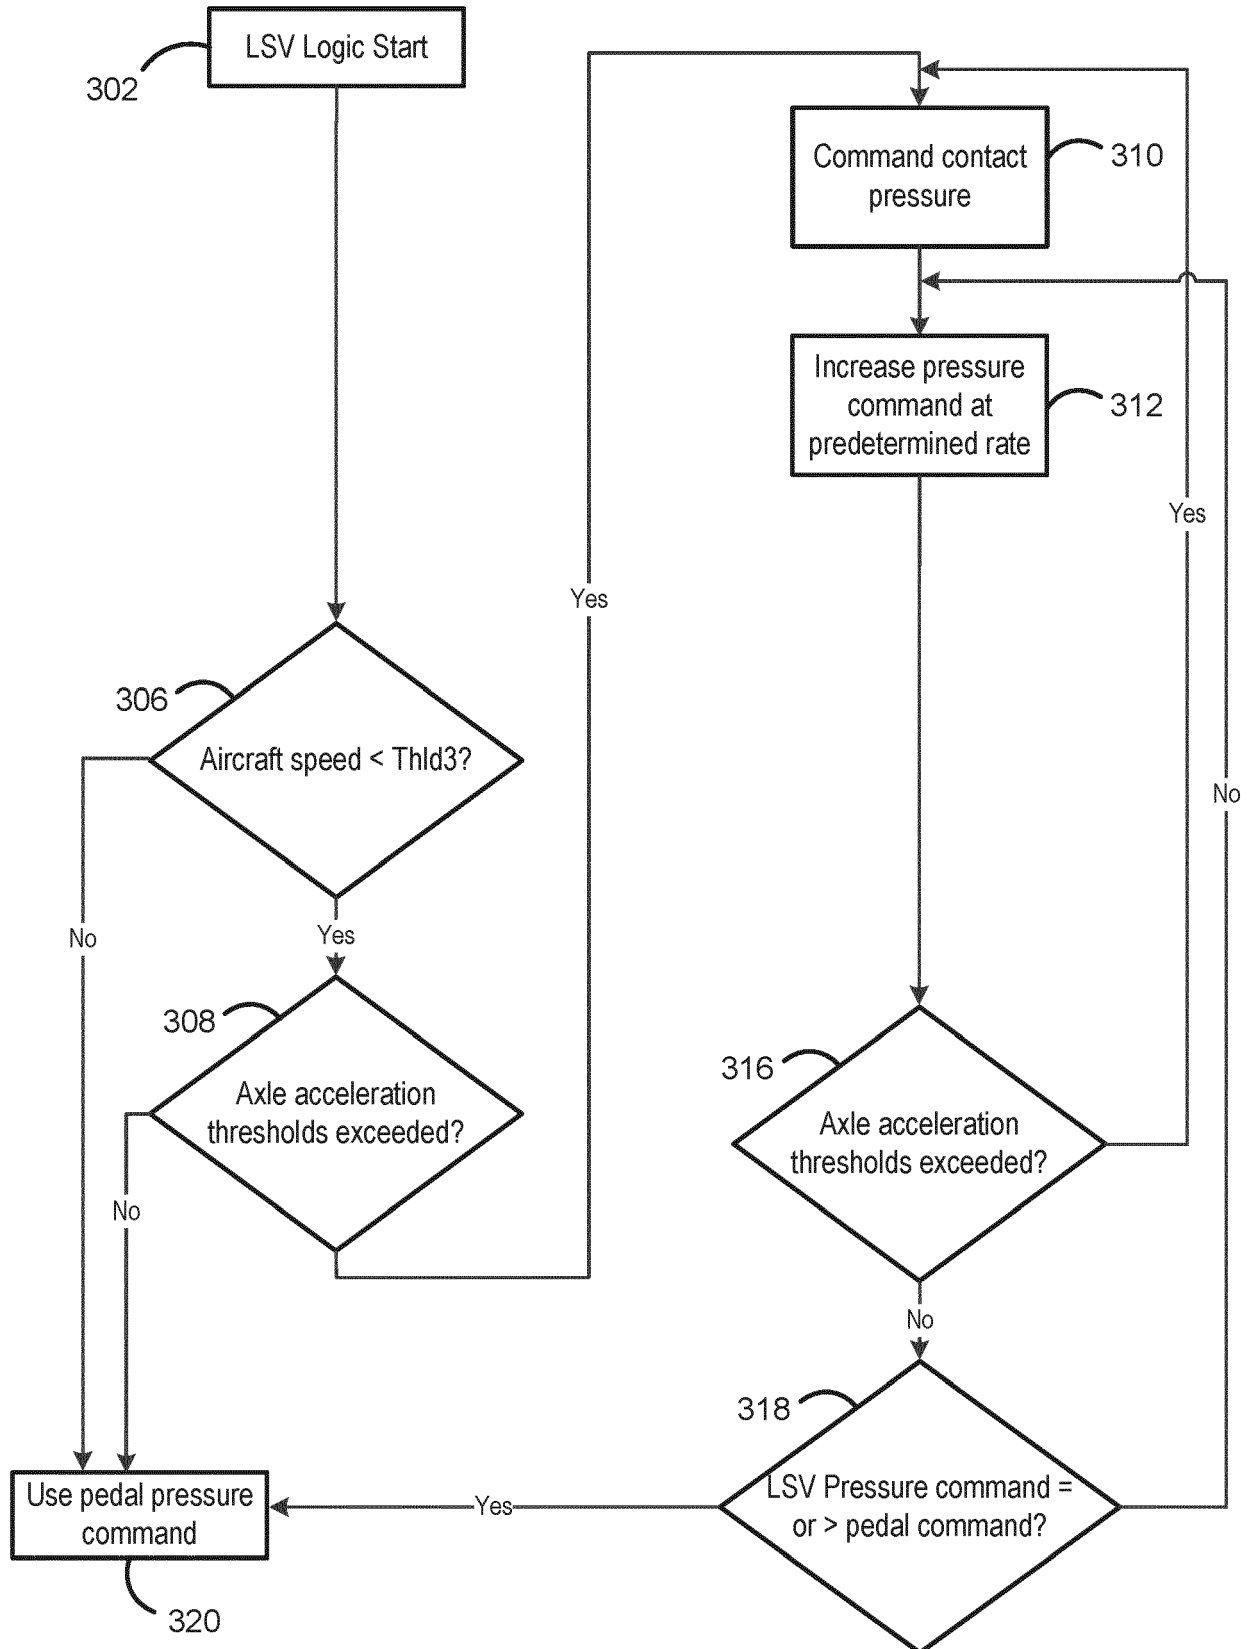 LSV Logic Start
302
306
Aircraft speed < Thld3?
No
Yes
308
Axle acceleration
thresholds exceeded?
No
Yes
Command contact
pressure
310
Increase pressure
command at
predetermined rate
312
Yes
316
Axle acceleration
thresholds exceeded?
No
No
318
LSV Pressure command =
or > pedal command?
Yes
Use pedal pressure
command
320